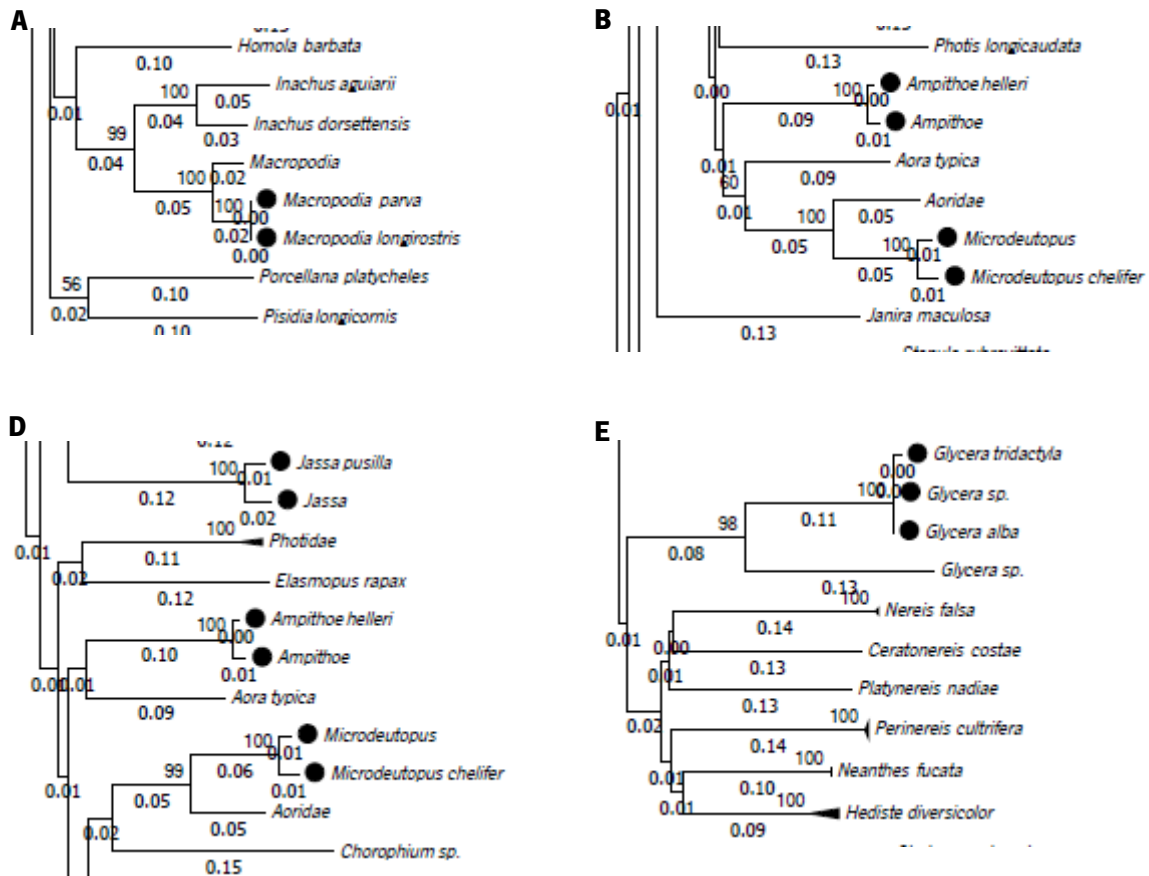 A
Homola barbata
0.10
Inachus aguiarii
100
0.05
0.01
0.04
Inachus dorsettensis
99
0.03
0.04
Macropodia
100
0.02
Macropodia parva
0.05
100
0.00
0.02
Macropodia longirostris
0.00
Porcellana platycheles
56
0.10
0.02
Pisidia longicornis
0.10
B
Photis longicaudata
0.13
Ampithoe helleri
0.00
100
0.00
0.01
0.09
Ampithoe
0.01
Aora typica
0.01
60
0.09
0.01
Aoridae
100
0.05
Microdeutopus
0.05
100
0.01
0.05
Microdeutopus chelifer
0.01
Janira maculosa
0.13
D
0.12
Jassa pusilla
100
0.01
0.12
Jassa
0.02
100
Photidae
0.01
0.11
0.02
Elasmopus rapax
0.12
Ampithoe helleri
100
0.00
0.10
Ampithoe
0.01
0.01
0.01
Aora typica
0.09
Microdeutopus
100
0.01
99
0.06
Microdeutopus chelifer
0.01
0.01
0.05
Aoridae
0.02
0.05
Chorophium sp.
0.15
E
Glycera tridactyla
0.00
100
Glycera sp.
98
0.11
Glycera alba
0.08
Glycera sp.
0.13
100
Nereis falsa
0.01
0.14
0.00
Ceratonereis costae
0.01
0.13
Platynereis nadiae
0.13
100
0.02
Perinereis cultrifera
0.14
100
Neanthes fucata
0.01
0.10
100
0.01
Hediste diversicolor
0.09